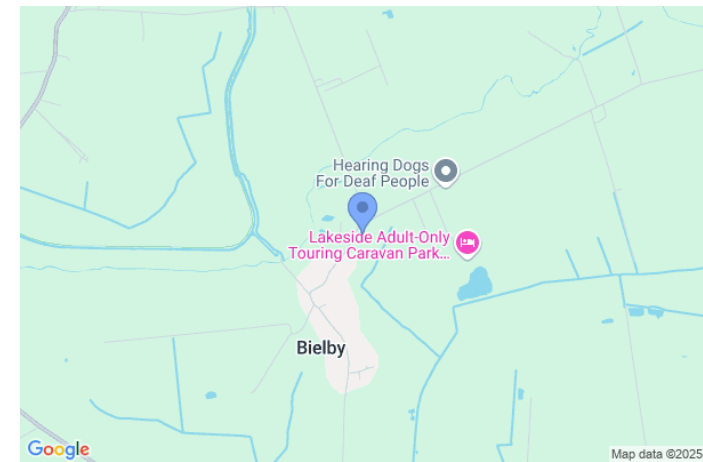 Hearing Dogs
For Deaf People
Lakeside Adult-Only
Touring Caravan Park...
Bielby
Google
Map data ©2025